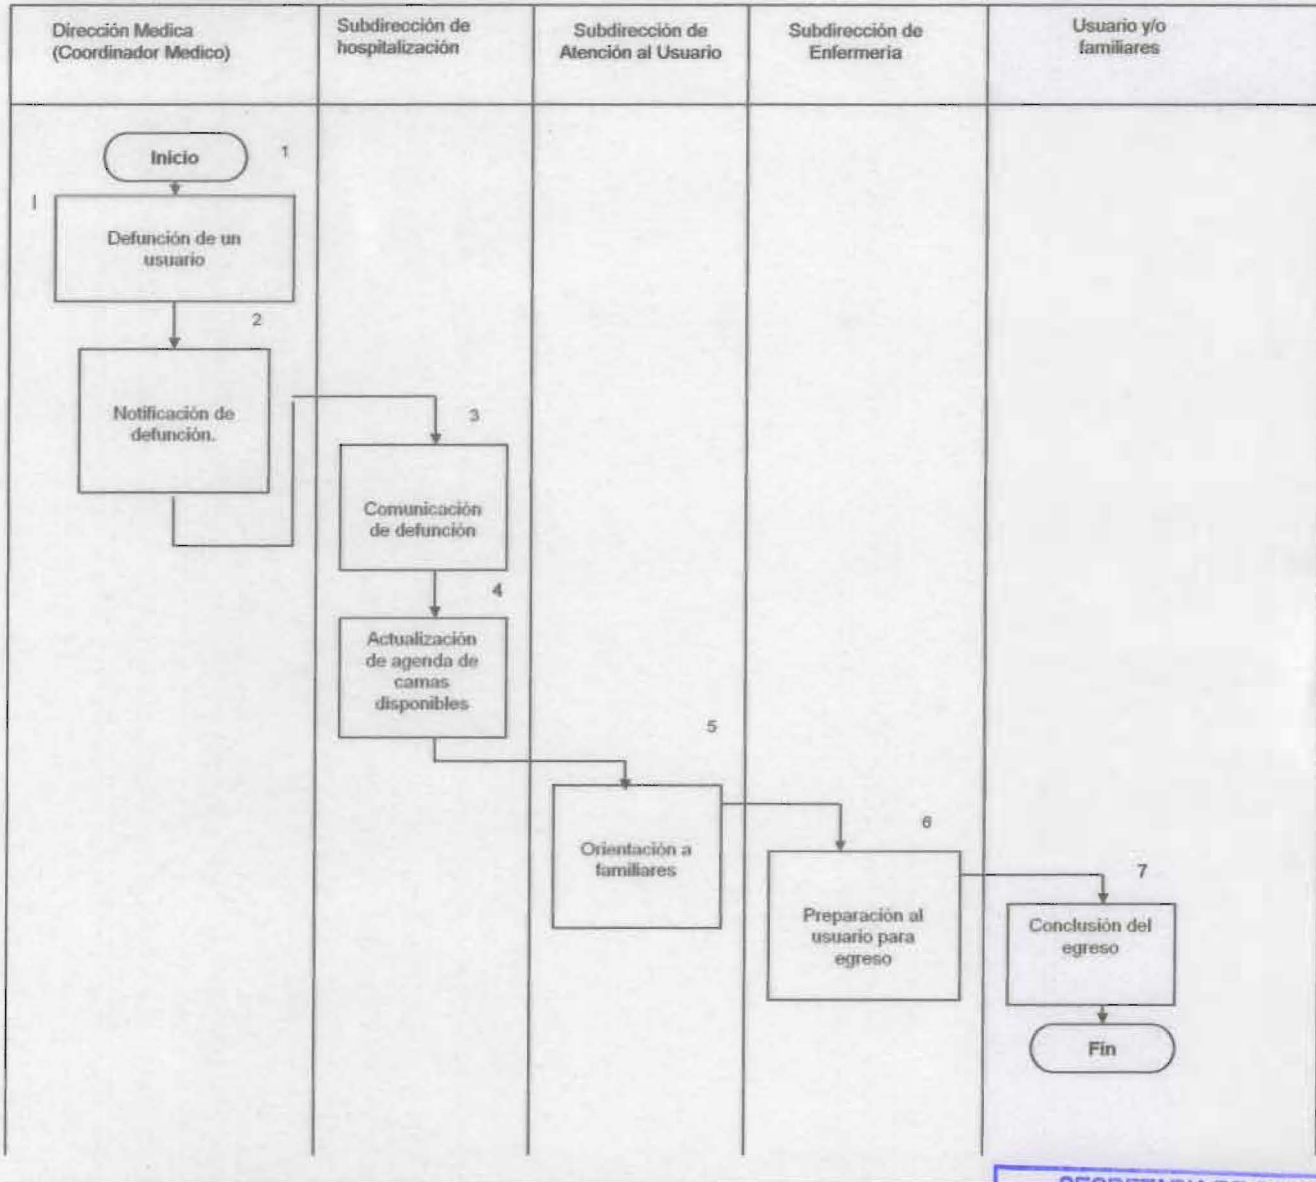 Dirección Medica
(Coordinador Medico)
Subdirección de
hospitalización
Subdirección de
Atención al Usuario
Subdirección de
Enfermeria
Usuario y/o
familiares
Inicio
1
Defunción de un
usuario
2
Notificación de
defunción.
3
Comunicación
de defunción
4
Actualización
de agenda de
camas
disponibles
5
Orientación a
familiares
6
Preparación al
usuario para
egreso
7
Conclusión del
egreso
Fin